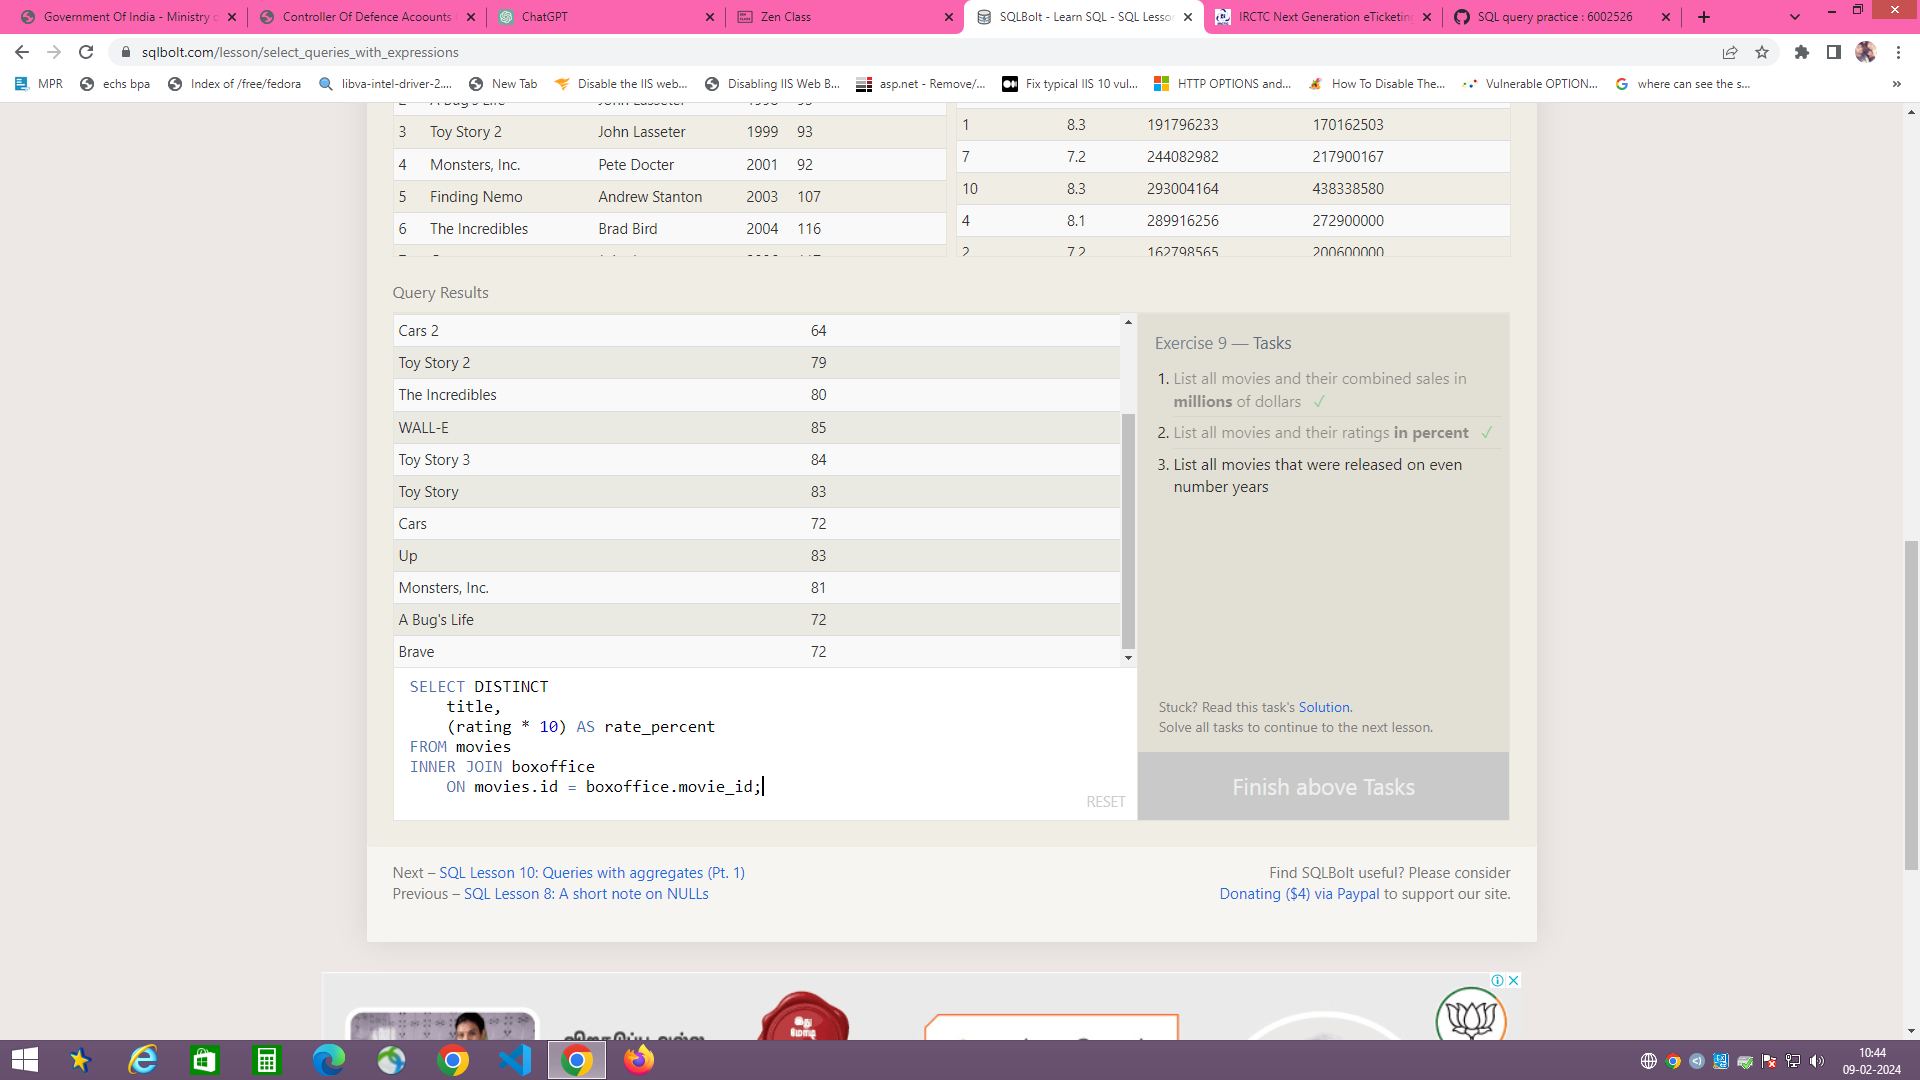 Government Of India - Ministry o
Controller Of Defence Acoounts
ChatGPT
Zen Class
SQLBolt - Learn SQL - SQL Lesson
IRCTC Next Generation eTicketing
SQL query practice : 6002526
sqlbolt.com/lesson/select_queries_with_expressions
MPR
echs bpa
Index of /free/fedora
libva-intel-driver-2....
New Tab
Disable the IIS web...
Disabling IIS Web B...
asp.net - Remove/...
Fix typical IIS 10 vul...
HTTP OPTIONS and...
How To Disable The...
Vulnerable OPTION...
where can see the s...
»
2 A Bug's Life John Lasseter 1998 95
3 Toy Story 2 John Lasseter 1999 93
4 Monsters, Inc. Pete Docter 2001 92
5 Finding Nemo Andrew Stanton 2003 107
6 The Incredibles Brad Bird 2004 116
1 8.3 191796233 170162503
7 7.2 244082982 217900167
10 8.3 293004164 438338580
4 8.1 289916256 272900000
2 7.2 162798565 200600000
Query Results
Cars 2 64
Toy Story 2 79
The Incredibles 80
WALL-E 85
Toy Story 3 84
Toy Story 83
Cars 72
Up 83
Monsters, Inc. 81
A Bug's Life 72
Brave 72
SELECT DISTINCT
title,
(rating * 10) AS rate_percent
FROM movies
INNER JOIN boxoffice
ON movies.id = boxoffice.movie_id;
RESET
Exercise 9 — Tasks
1. List all movies and their combined sales in
millions of dollars ✓
2. List all movies and their ratings in percent ✓
3. List all movies that were released on even
number years
Stuck? Read this task's Solution.
Solve all tasks to continue to the next lesson.
Finish above Tasks
Next – SQL Lesson 10: Queries with aggregates (Pt. 1)
Previous – SQL Lesson 8: A short note on NULLs
Find SQLBolt useful? Please consider
Donating ($4) via Paypal to support our site.
இது
மோடி
10:44
09-02-2024